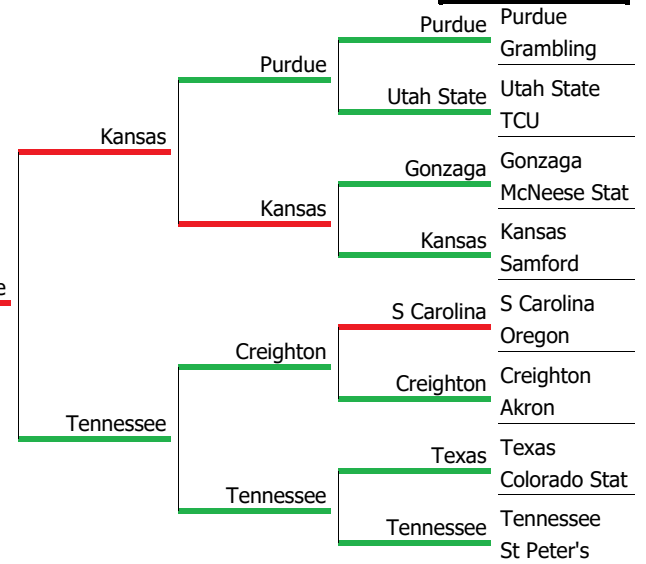 Purdue
Purdue
Grambling
Purdue
Utah State
Utah State
TCU
Kansas
Gonzaga
Gonzaga
McNeese Stat
Kansas
Kansas
Kansas
Samford
e
S Carolina
S Carolina
Oregon
Creighton
Creighton
Creighton
Akron
Tennessee
Texas
Texas
Colorado Stat
Tennessee
Tennessee
Tennessee
St Peter's